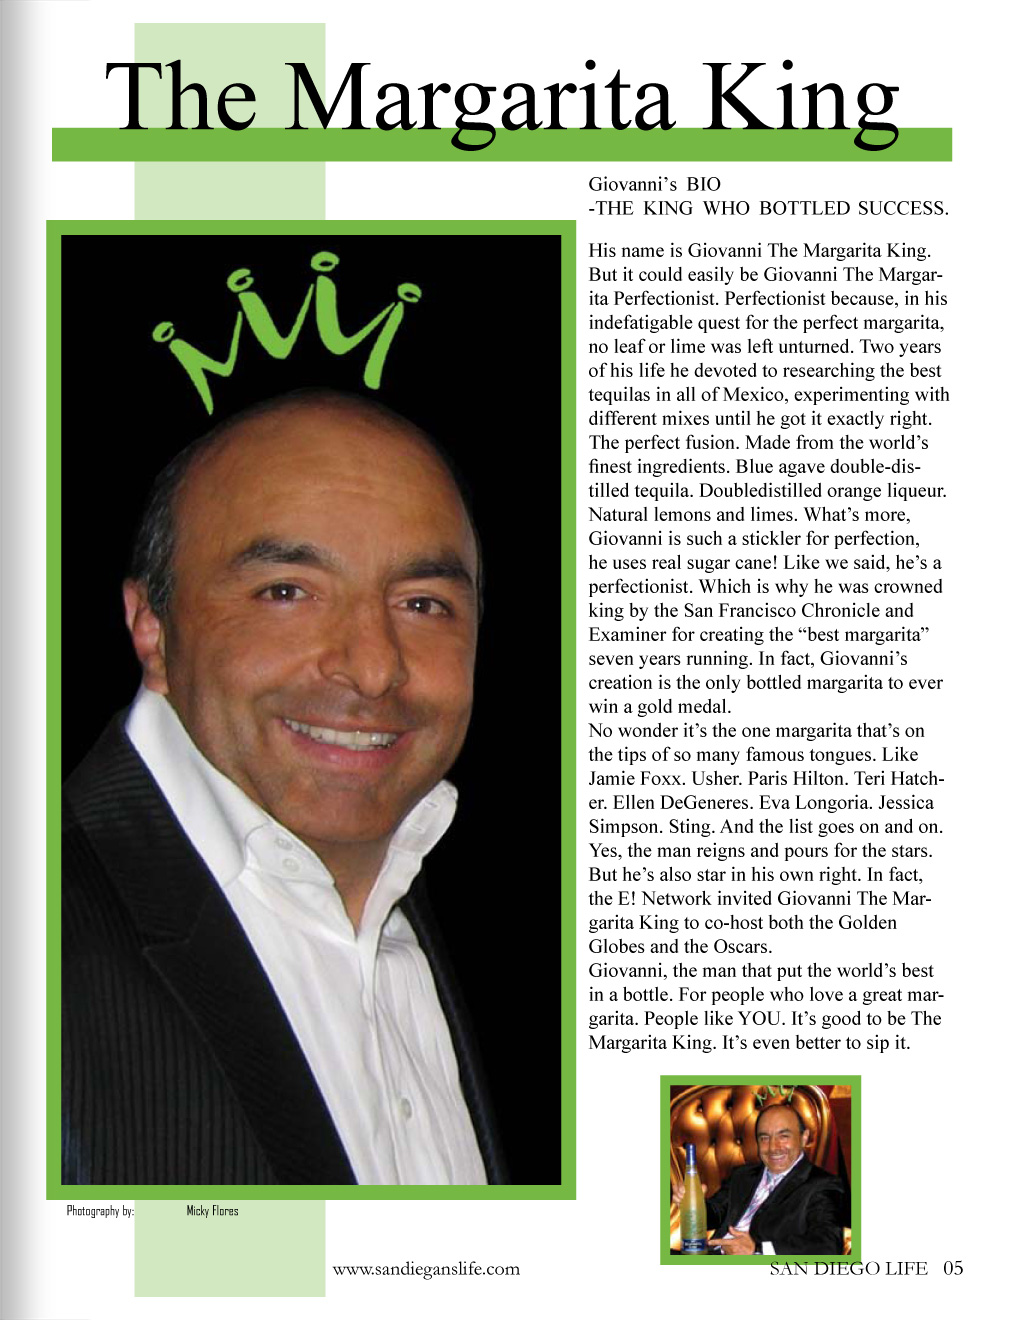 The Margarita King
Giovanni's BIO
-THE KING WHO BOTTLED SUCCESS.
His name is Giovanni The Margarita King.
But it could easily be Giovanni The Margar-
ita Perfectionist. Perfectionist because, in his
indefatigable quest for the perfect margarita,
no leaf or lime was left unturned. Two years
of his life he devoted to researching the best
tequilas in all of Mexico, experimenting with
different mixes until he got it exactly right.
The perfect fusion. Made from the world's
finest ingredients. Blue agave double-dis-
tilled tequila. Doubledistilled orange liqueur.
Natural lemons and limes. What's more,
Giovanni is such a stickler for perfection,
he uses real sugar cane! Like we said, he's a
perfectionist. Which is why he was crowned
king by the San Francisco Chronicle and
Examiner for creating the “best margarita”
seven years running. In fact, Giovanni's
creation is the only bottled margarita to ever
win a gold medal.
No wonder it's the one margarita that's on
the tips of so many famous tongues. Like
Jamie Foxx. Usher. Paris Hilton. Teri Hatch-
er. Ellen DeGeneres. Eva Longoria. Jessica
Simpson. Sting. And the list goes on and on.
Yes, the man reigns and pours for the stars.
But he's also star in his own right. In fact,
the E! Network invited Giovanni The Mar-
garita King to co-host both the Golden
Globes and the Oscars.
Giovanni, the man that put the world's best
in a bottle. For people who love a great mar-
garita. People like YOU. It's good to be The
Margarita King. It's even better to sip it.
Photography by: Micky Flores
www.sandieganslife.com
SAN DIEGO LIFE 05